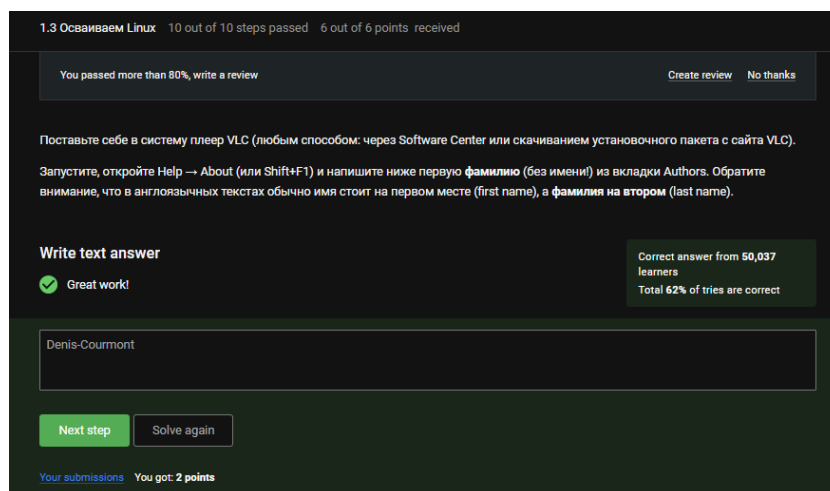 1.3 Осваиваем Linux 10 out of 10 steps passed 6 out of 6 points received
You passed more than 80%, write a review Create review No thanks
Поставьте себе в систему плеер VLC (любым способом: через Software Center или скачиванием установочного пакета с сайта VLC).
Запустите, откройте Help → About (или Shift+F1) и напишите ниже первую фамилию (без имени!) из вкладки Authors. Обратите
внимание, что в англоязычных текстах обычно имя стоит на первом месте (first name), а фамилия на втором (last name).
Write text answer
Great work!
Correct answer from 50,037
learners
Total 62% of tries are correct
Denis-Courmont
Next step Solve again
Your submissions You got: 2 points